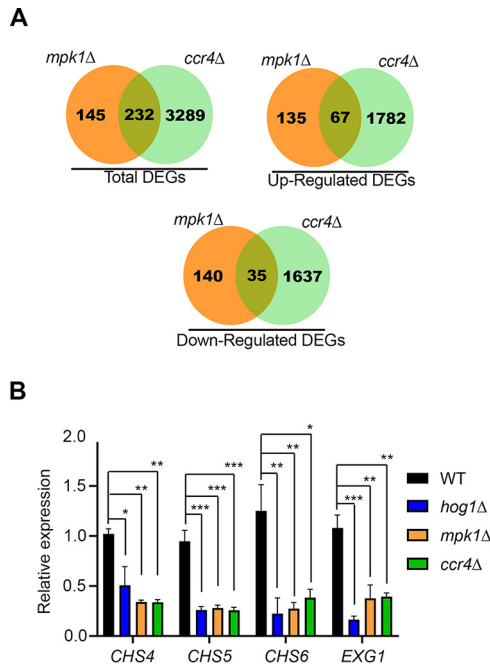 A
mpk1Δ ccr4Δ mpk1Δ ccr4Δ
145 232 3289 135 67 1782
Total DEGs Up-Regulated DEGs
mpk1Δ ccr4Δ
140 35 1637
Down-Regulated DEGs
B
Relative expression
2.0
1.5
1.0
0.5
0.0
** ** *
*** *** ***
* ** **
** ** ***
WT
hog1Δ
mpk1Δ
ccr4Δ
CHS4 CHS5 CHS6 EXG1